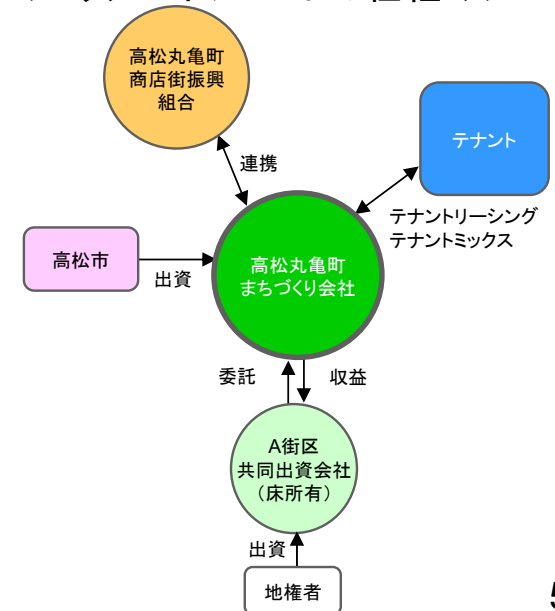 高松丸亀町
商店街振興
組合
テナント
連携
テナントリーシング
テナントミックス
高松市
出資
高松丸亀町
まちづくり会社
委託
収益
A街区
共同出資会社
（床所有）
出資
地権者